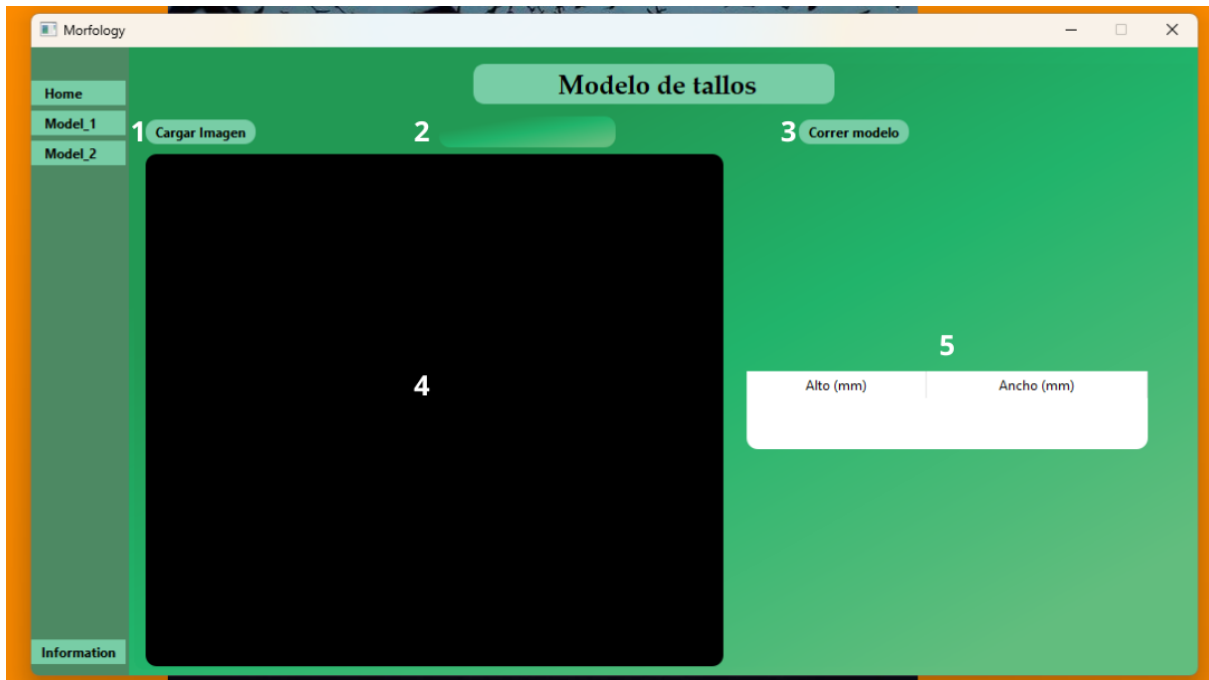 Morfology
Modelo de tallos
Home
Model_1
Model_2
1 Cargar Imagen
2
3 Correr modelo
4
5
Alto (mm) Ancho (mm)
Information